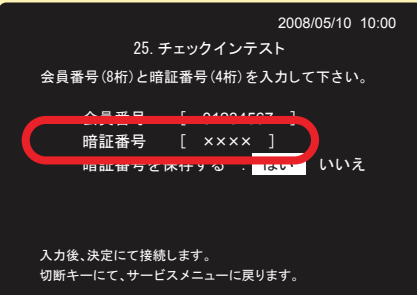 2008/05/10 10:00
25.チェックインテスト
会員番号(8桁)と暗証番号(4桁)を入力して下さい。
会員番号 [ 01234567 ]
暗証番号 [ ×××× ]
暗証番号を保存する : はい いいえ
入力後、決定にて接続します。
切断キーにて、サービスメニューに戻ります。